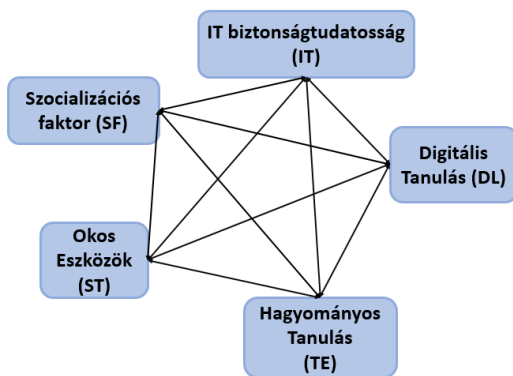 IT biztonságtudatosság
(IT)
Szocializációs
faktor (SF)
Digitális
Tanulás (DL)
Okos
Eszközök
(ST)
Hagyományos
Tanulás
(TE)